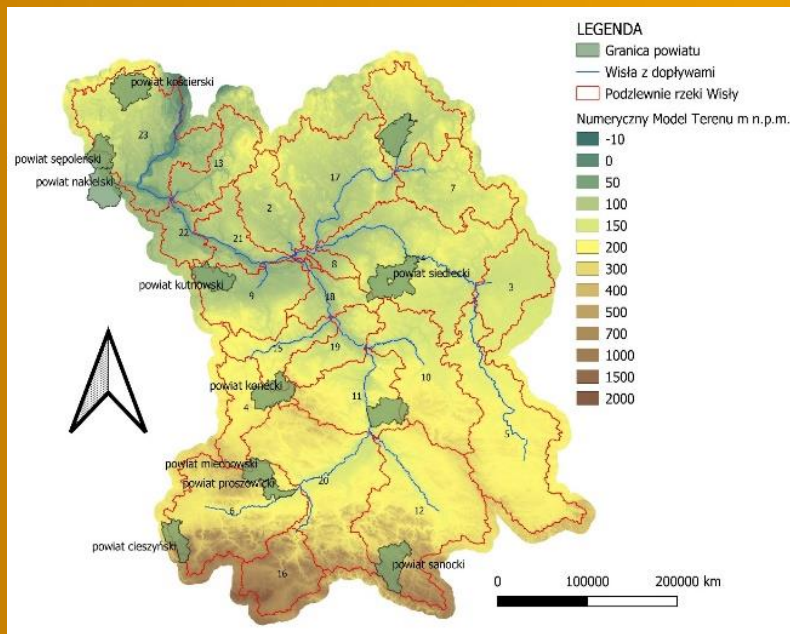 LEGENDA
Granica powiatu
Wisła z dopływami
Podzlewnie rzeki Wisły
Numeryczny Model Terenu m n.p.m.
-10
0
50
100
150
200
300
400
500
700
1000
1500
2000
powiat kościerski
23
1
powiat sępoleński
13
17
powiat nakielski
7
2
22
21
8
powiat siedlecki
3
powiat kutnowski
9
18
15
19
10
powiat konecki
4
11
5
powiat miechowski
powiat proszowicki
20
6
12
powiat cieszyński
16
powiat sanocki
0 100000 200000 km